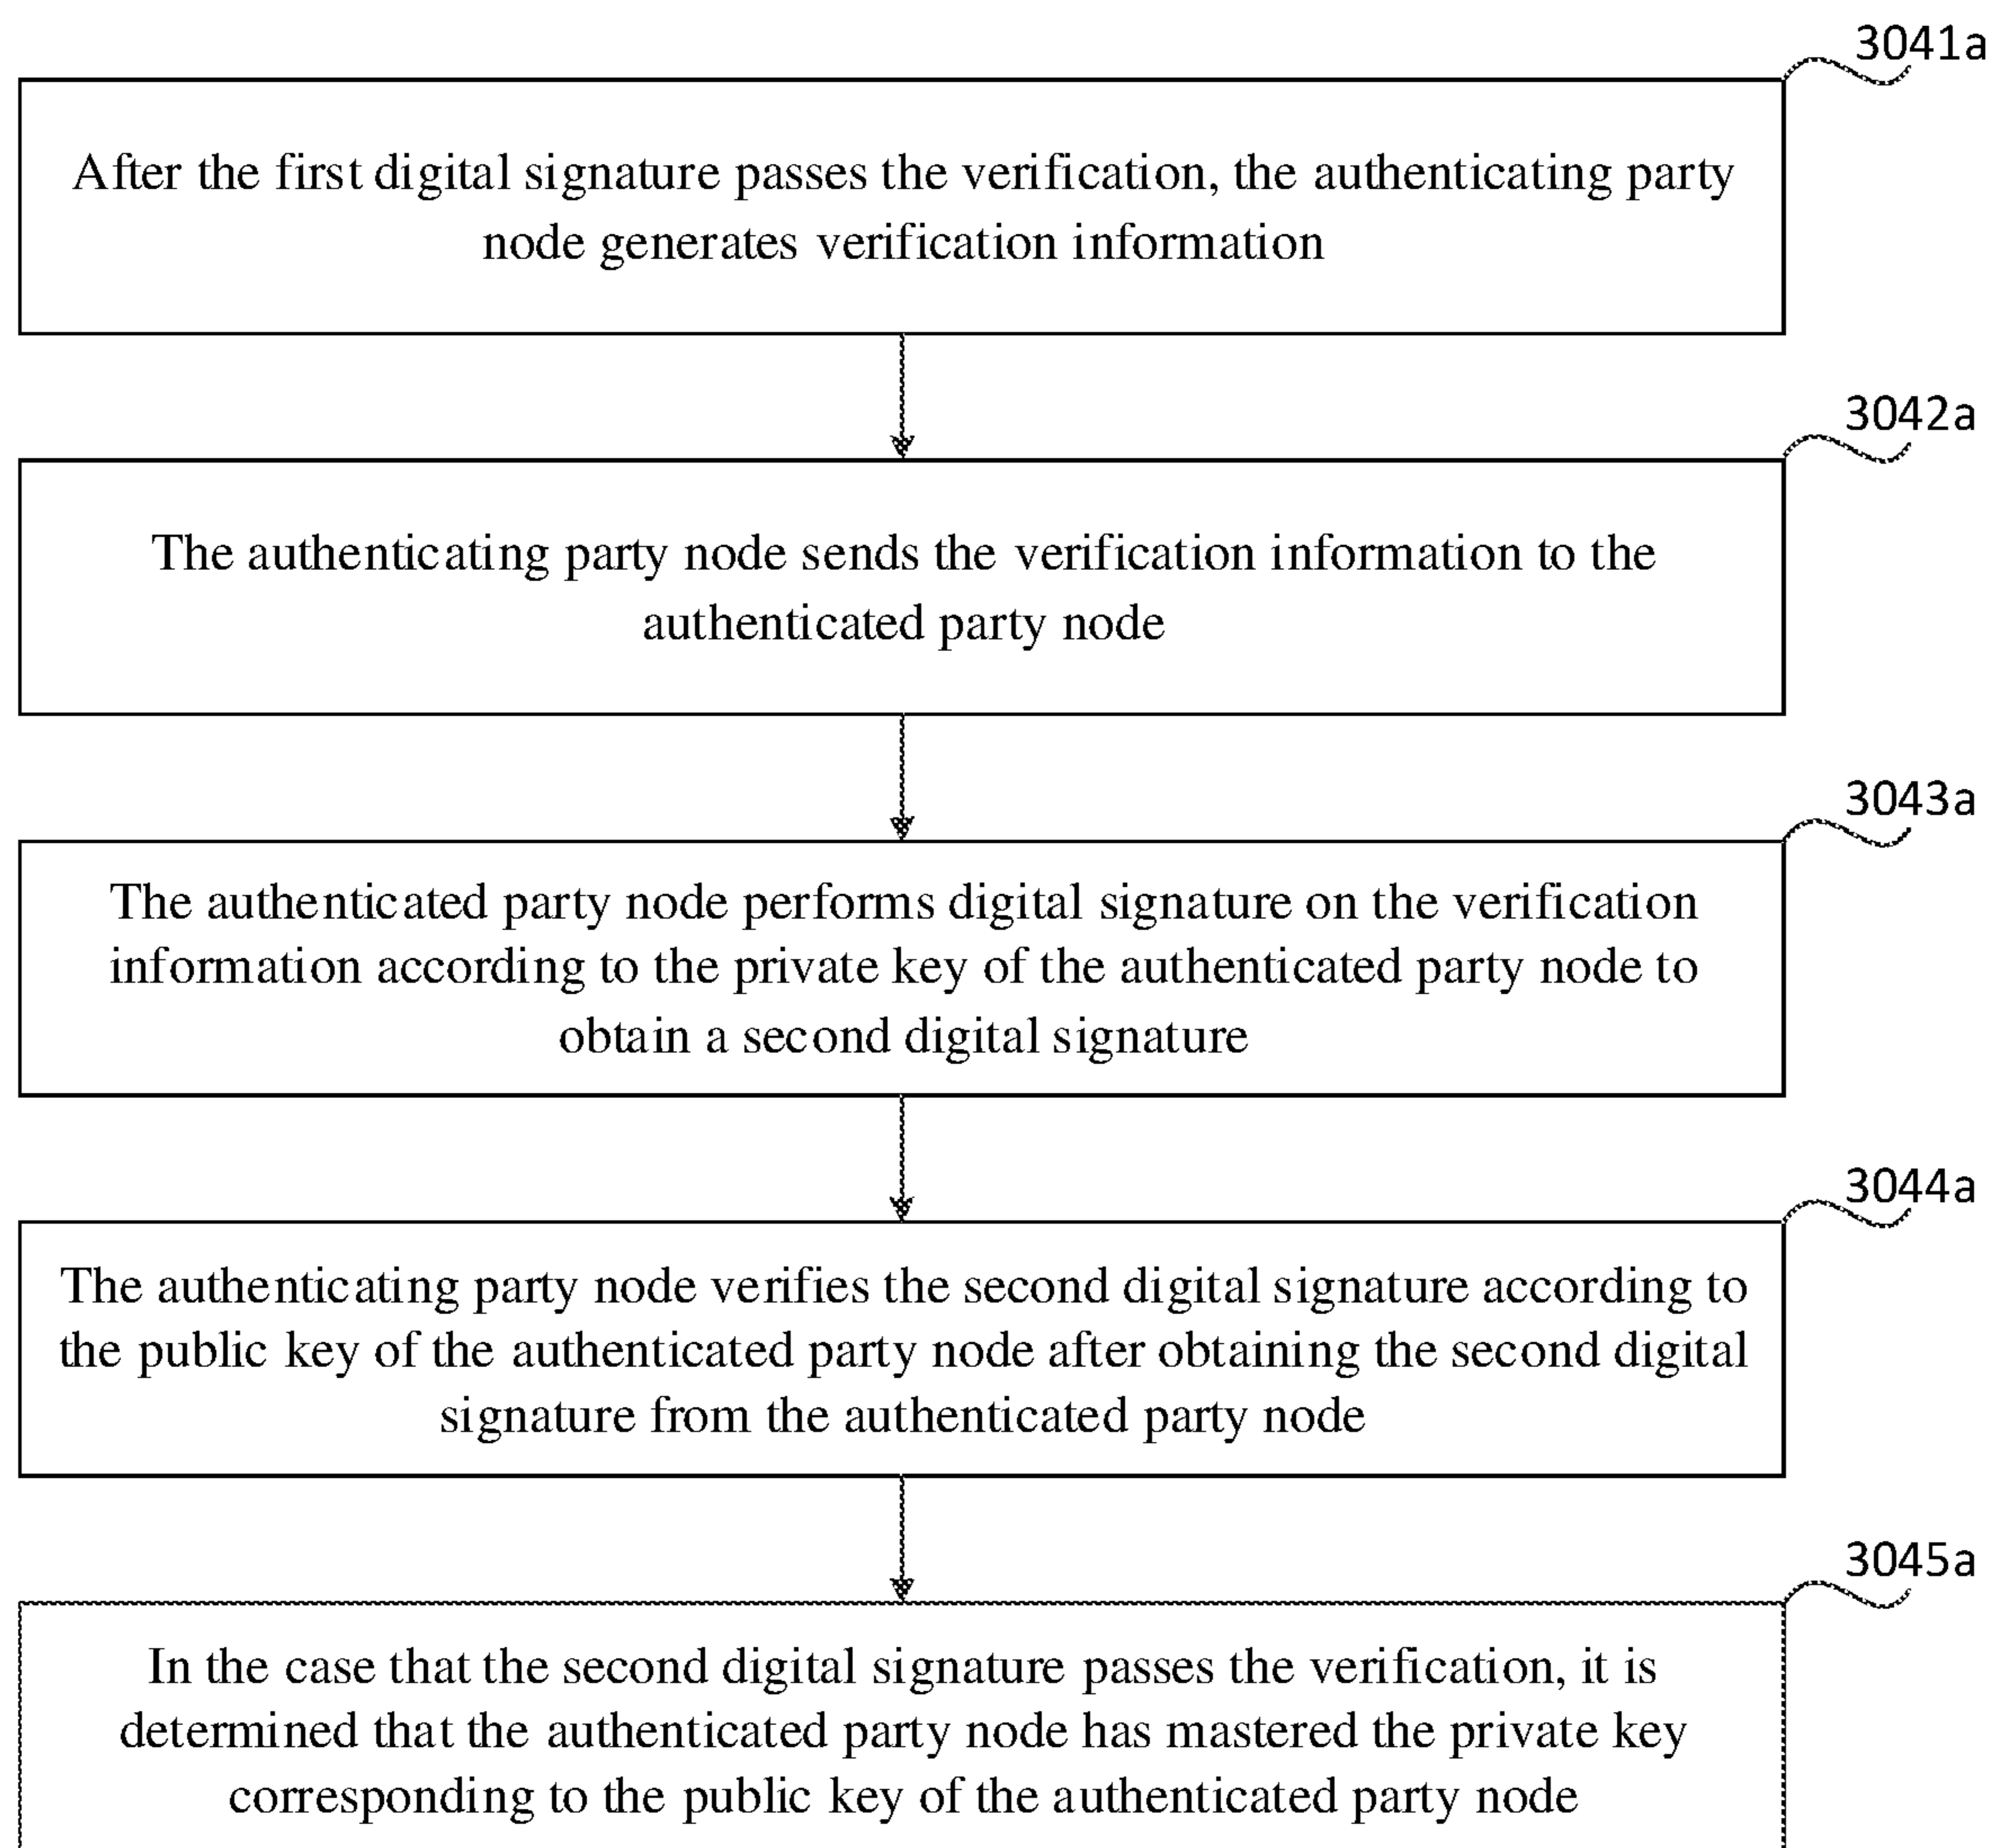 3041a
After the first digital signature passes the verification, the authenticating party
node generates verification information
3042a
The authenticating party node sends the verification information to the
authenticated party node
3043a
The authenticated party node performs digital signature on the verification
information according to the private key of the authenticated party node to
obtain a second digital signature
3044a
The authenticating party node verifies the second digital signature according to
the public key of the authenticated party node after obtaining the second digital
signature from the authenticated party node
3045a
In the case that the second digital signature passes the verification, it is
determined that the authenticated party node has mastered the private key
corresponding to the public key of the authenticated party node